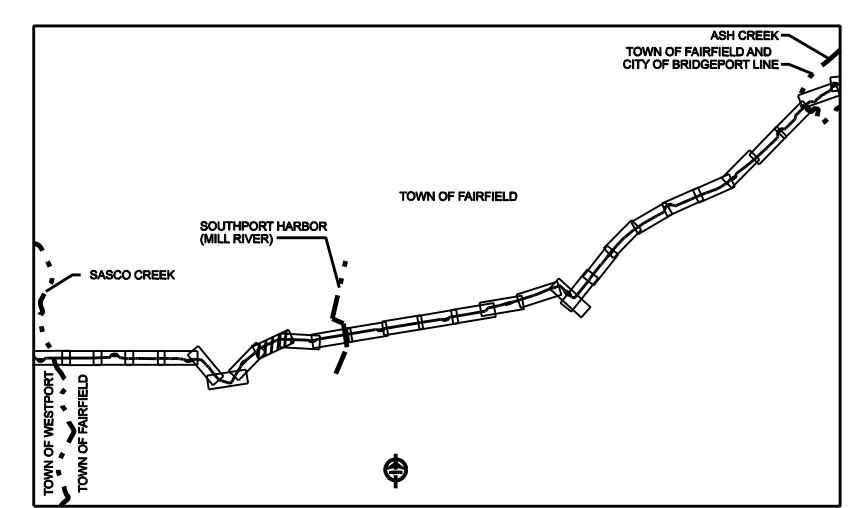 ASH CREEK
TOWN OF FAIRFIELD AND
CITY OF BRIDGEPORT LINE
TOWN OF FAIRFIELD
SOUTHPORT HARBOR
(MILL RIVER)
SASCO CREEK
TOWN OF WESTPORT
TOWN OF FAIRFIELD